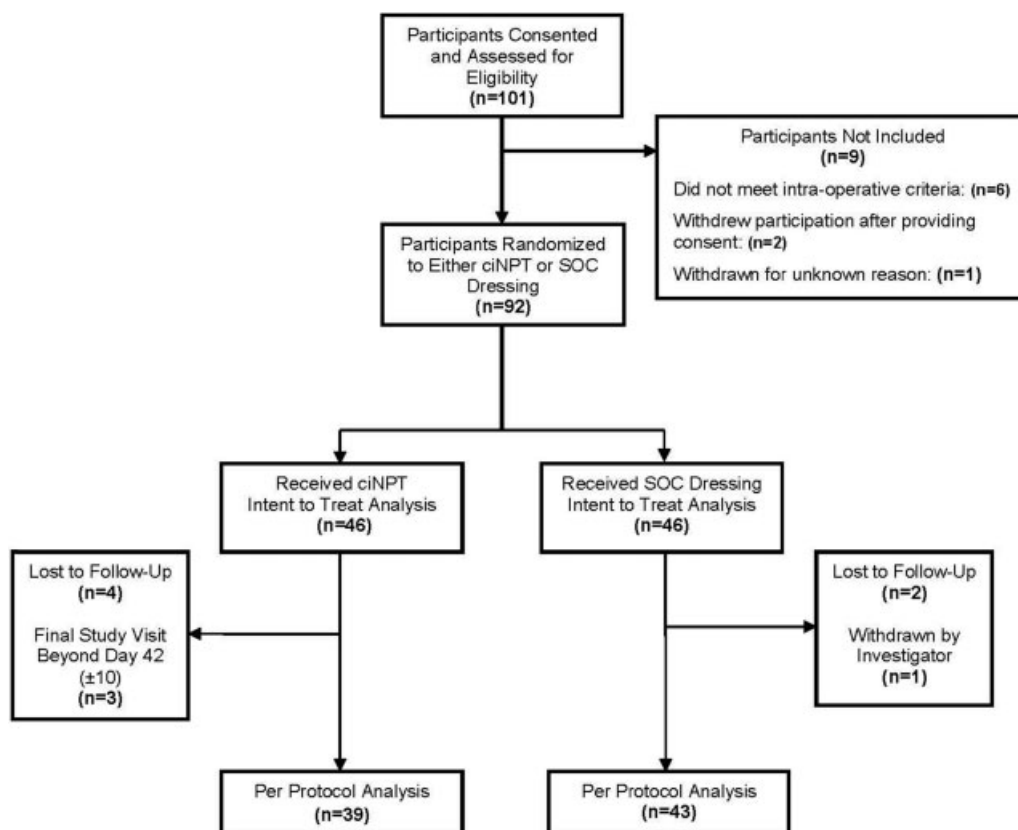 Participants Consented
and Assessed for
Eligibility
(n=101)
Participants Not Included
(n=9)
Did not meet intra-operative criteria: (n=6)
Withdrew participation after providing
consent: (n=2)
Withdrawn for unknown reason: (n=1)
Participants Randomized
to Either ciNPT or SOC
Dressing
(n=92)
Received ciNPT
Intent to Treat Analysis
(n=46)
Received SOC Dressing
Intent to Treat Analysis
(n=46)
Lost to Follow-Up
(n=4)
Final Study Visit
Beyond Day 42
(±10)
(n=3)
Lost to Follow-Up
(n=2)
Withdrawn by
Investigator
(n=1)
Per Protocol Analysis
(n=39)
Per Protocol Analysis
(n=43)